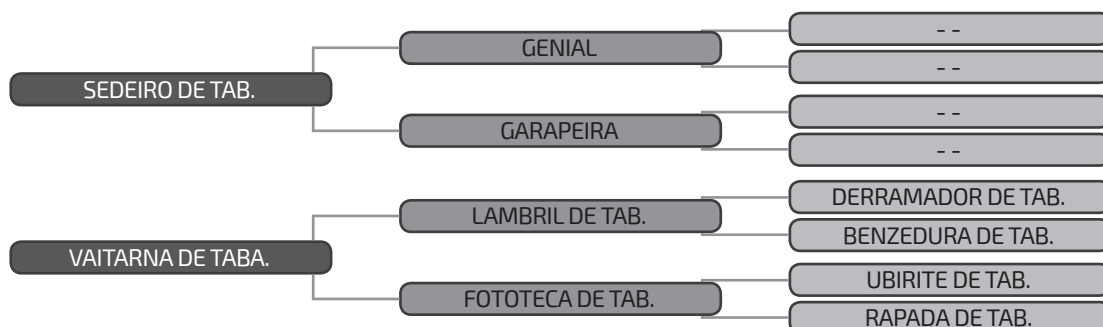 SEDEIRO DE TAB.
GENIAL
- -
- -
GARAPEIRA
- -
- -
VAITARNA DE TABA.
LAMBRIL DE TAB.
DERRAMADOR DE TAB.
BENZEDURA DE TAB.
FOTOTECA DE TAB.
UBIRITE DE TAB.
RAPADA DE TAB.